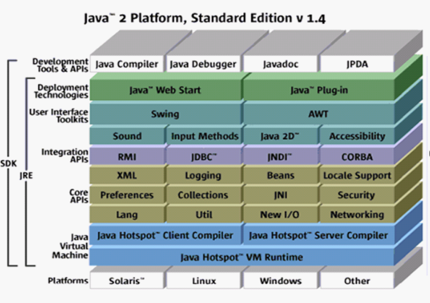 Java™ 2 Platform, Standard Edition v 1.4
Development Tools & APIs
Java Compiler Java Debugger Javadoc JPDA
Deployment Technologies
Java™ Web Start Java™ Plug-in
User Interface Toolkits
Swing AWT
Sound Input Methods Java 2D™ Accessibility
Integration APIs
RMI JDBC™ JNDI™ CORBA
SDK
JRE
XML Logging Beans Locale Support
Core APIs
Preferences Collections JNI Security
Lang Util New I/O Networking
Java Virtual Machine
Java Hotspot™ Client Compiler Java Hotspot™ Server Compiler
Java Hotspot™ VM Runtime
Platforms
Solaris™ Linux Windows Other